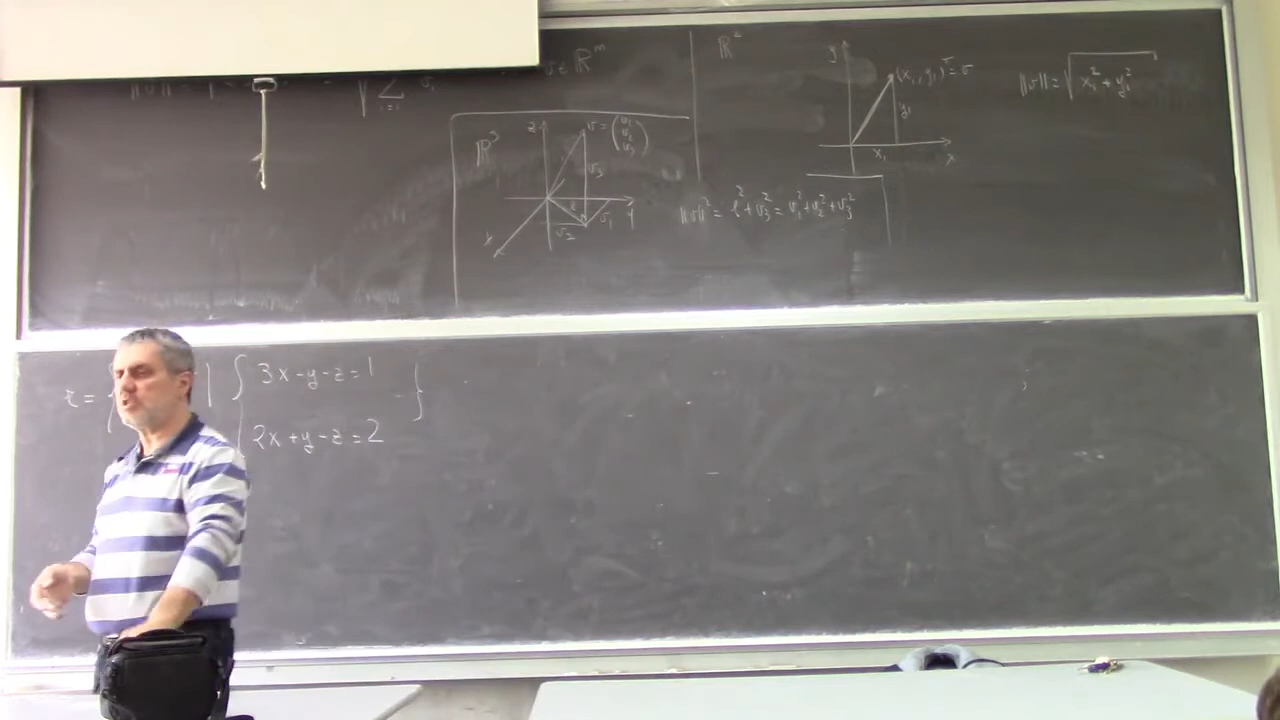 v ∈ ℝⁿ
ℝ³
z
v = (v₁ v₂ v₃)
v₃
ℓ
y
v₁
v₂
x
‖v‖² = ℓ² + v₃² = v₁² + v₂² + v₃²
ℝ²
y
(x₁, y₁)ᵀ = v
y₁
x₁
x
‖v‖ = √(x₁² + y₁²)
r = { | { 3x - y - z = 1
2x + y - z = 2 }